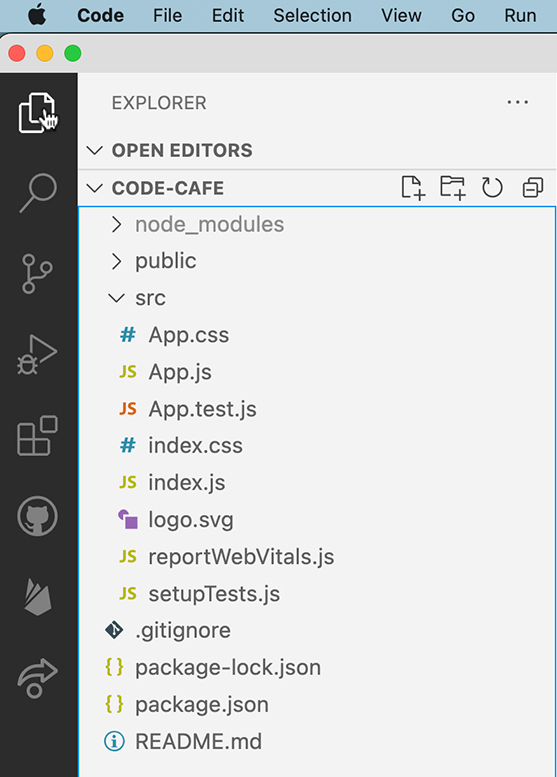 Code File Edit Selection View Go Run
EXPLORER
OPEN EDITORS
CODE-CAFE
node_modules
public
src
# App.css
JS App.js
JS App.test.js
# index.css
JS index.js
logo.svg
JS reportWebVitals.js
JS setupTests.js
.gitignore
{} package-lock.json
{} package.json
README.md